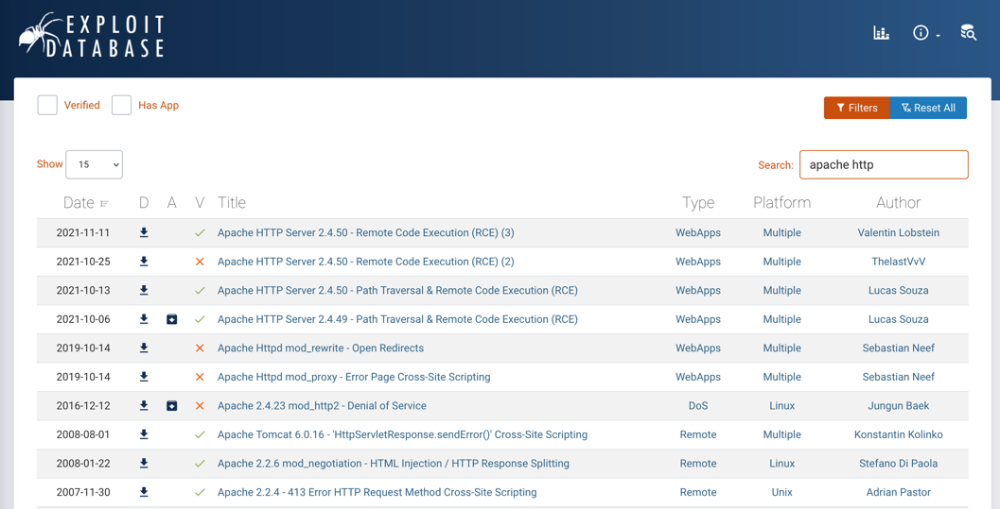 EXPLOIT
DATABASE
Verified Has App Filters Reset All
Show 15 Search: apache http
Date D A V Title Type Platform Author
2021-11-11 Apache HTTP Server 2.4.50 - Remote Code Execution (RCE) (3) WebApps Multiple Valentin Lobstein
2021-10-25 Apache HTTP Server 2.4.50 - Remote Code Execution (RCE) (2) WebApps Multiple ThelastVvV
2021-10-13 Apache HTTP Server 2.4.50 - Path Traversal & Remote Code Execution (RCE) WebApps Multiple Lucas Souza
2021-10-06 Apache HTTP Server 2.4.49 - Path Traversal & Remote Code Execution (RCE) WebApps Multiple Lucas Souza
2019-10-14 Apache Httpd mod_rewrite - Open Redirects WebApps Multiple Sebastian Neef
2019-10-14 Apache Httpd mod_proxy - Error Page Cross-Site Scripting WebApps Multiple Sebastian Neef
2016-12-12 Apache 2.4.23 mod_http2 - Denial of Service DoS Linux Jungun Baek
2008-08-01 Apache Tomcat 6.0.16 - 'HttpServletResponse.sendError()' Cross-Site Scripting Remote Multiple Konstantin Kolinko
2008-01-22 Apache 2.2.6 mod_negotiation - HTML Injection / HTTP Response Splitting Remote Linux Stefano Di Paola
2007-11-30 Apache 2.2.4 - 413 Error HTTP Request Method Cross-Site Scripting Remote Unix Adrian Pastor